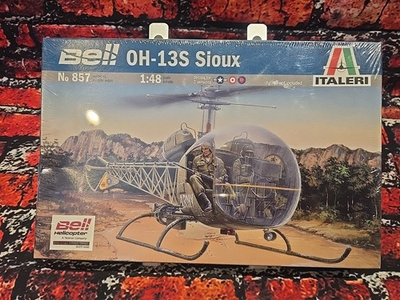 Bell OH-13S Sioux
No 857
1:48
ITALERI
Bell
Helicopter